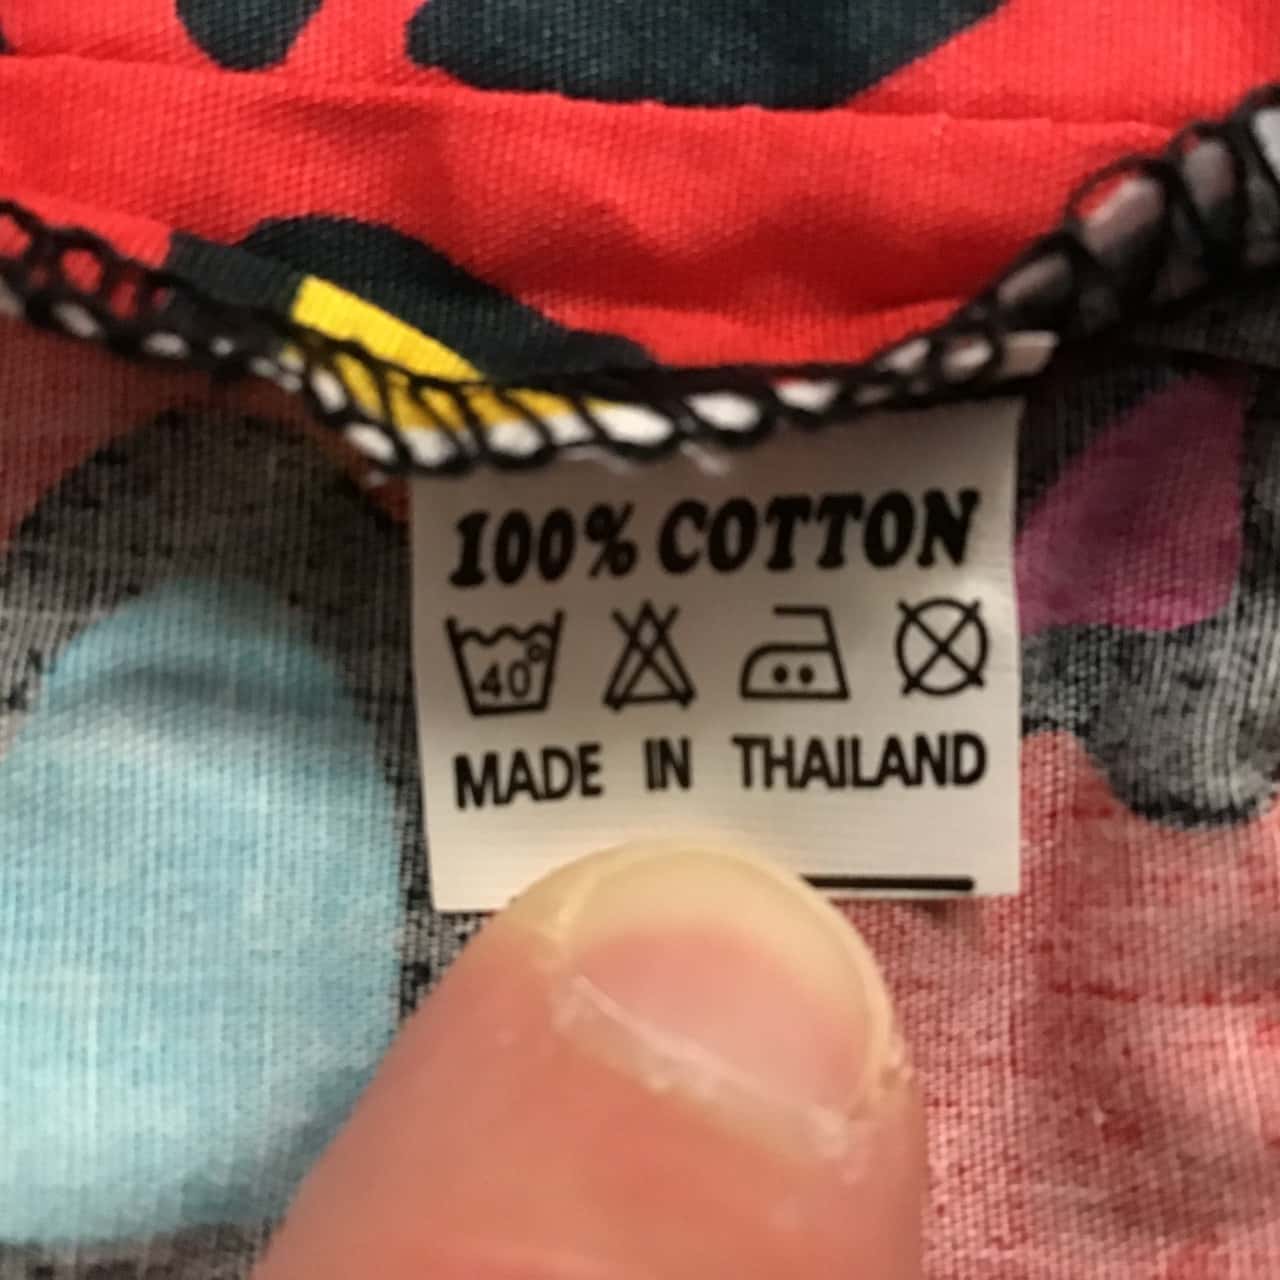 100% COTTON
40°
MADE IN THAILAND